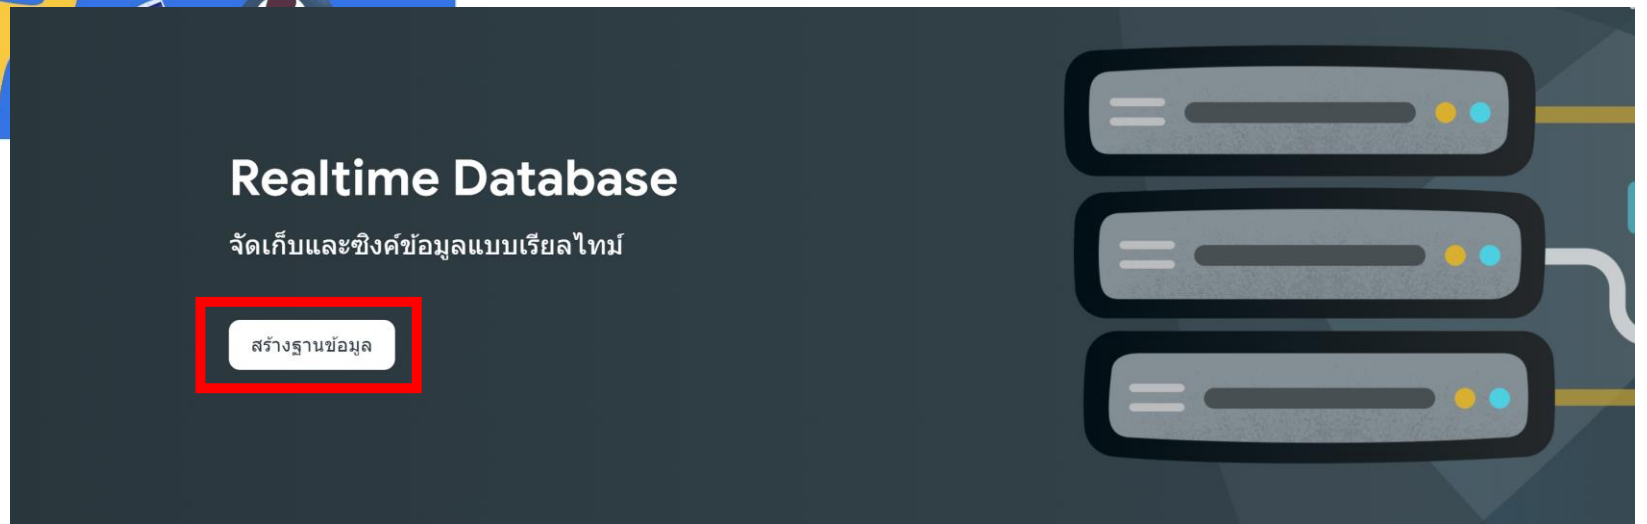 Realtime Database
จัดเก็บและซิงค์ข้อมูลแบบเรียลไทม์
สร้างฐานข้อมูล